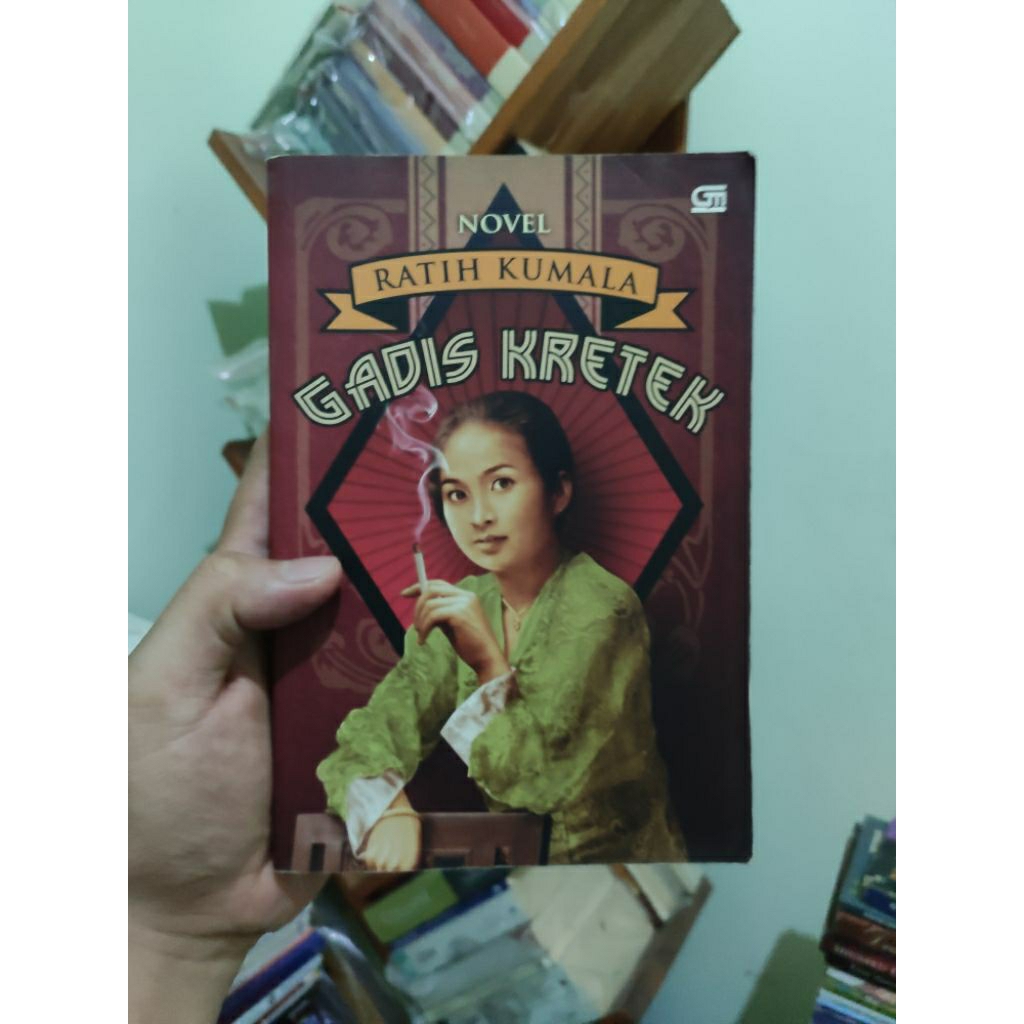 NOVEL
RATIH KUMALA
GADIS KRETEK